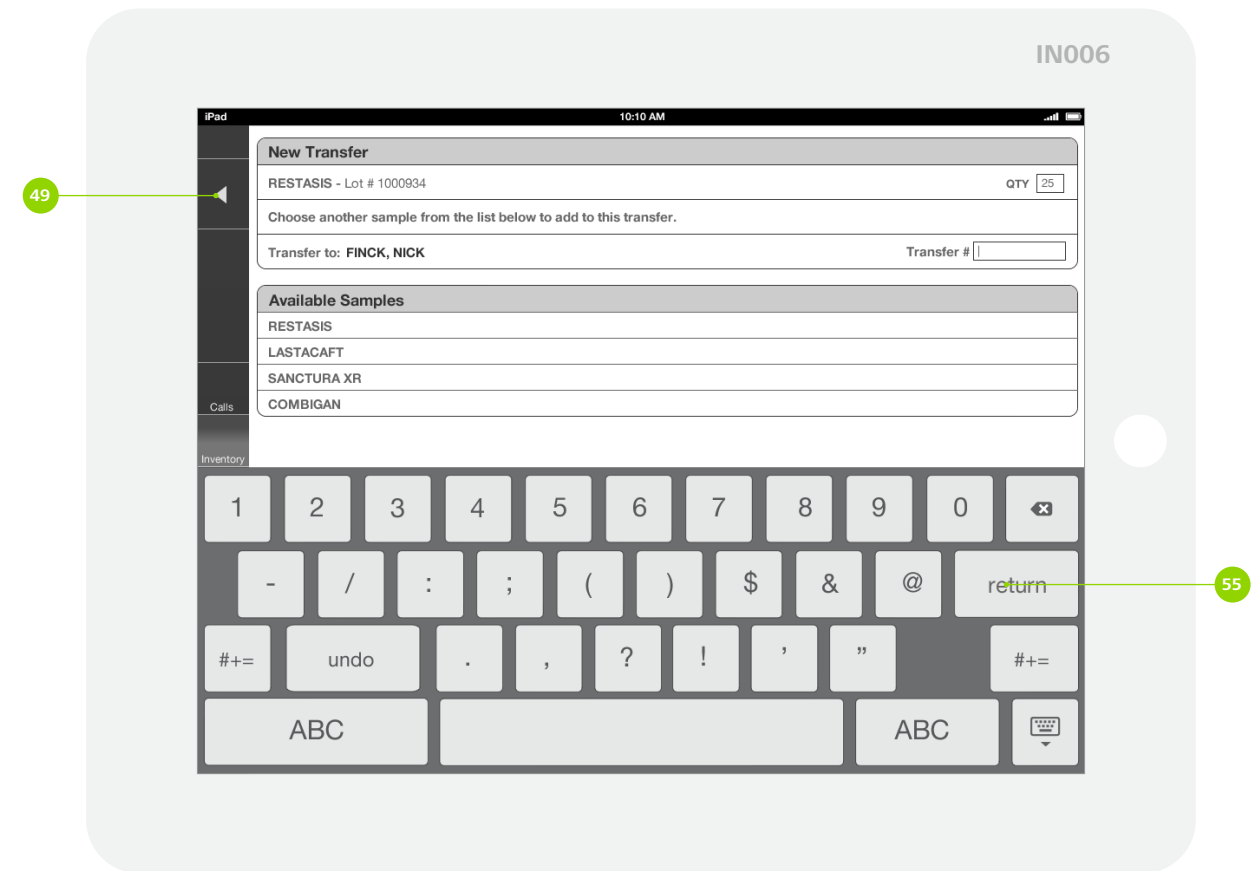 IN006
iPad 10:10 AM
New Transfer
RESTASIS - Lot # 1000934 QTY 25
Choose another sample from the list below to add to this transfer.
Transfer to: FINCK, NICK Transfer #
49
Available Samples
RESTASIS
LASTACAFT
SANCTURA XR
COMBIGAN
Calls
Inventory
1 2 3 4 5 6 7 8 9 0
- / : ; ( ) $ & @ return
55
#+= undo . , ? ! ’ ” #+=
ABC ABC